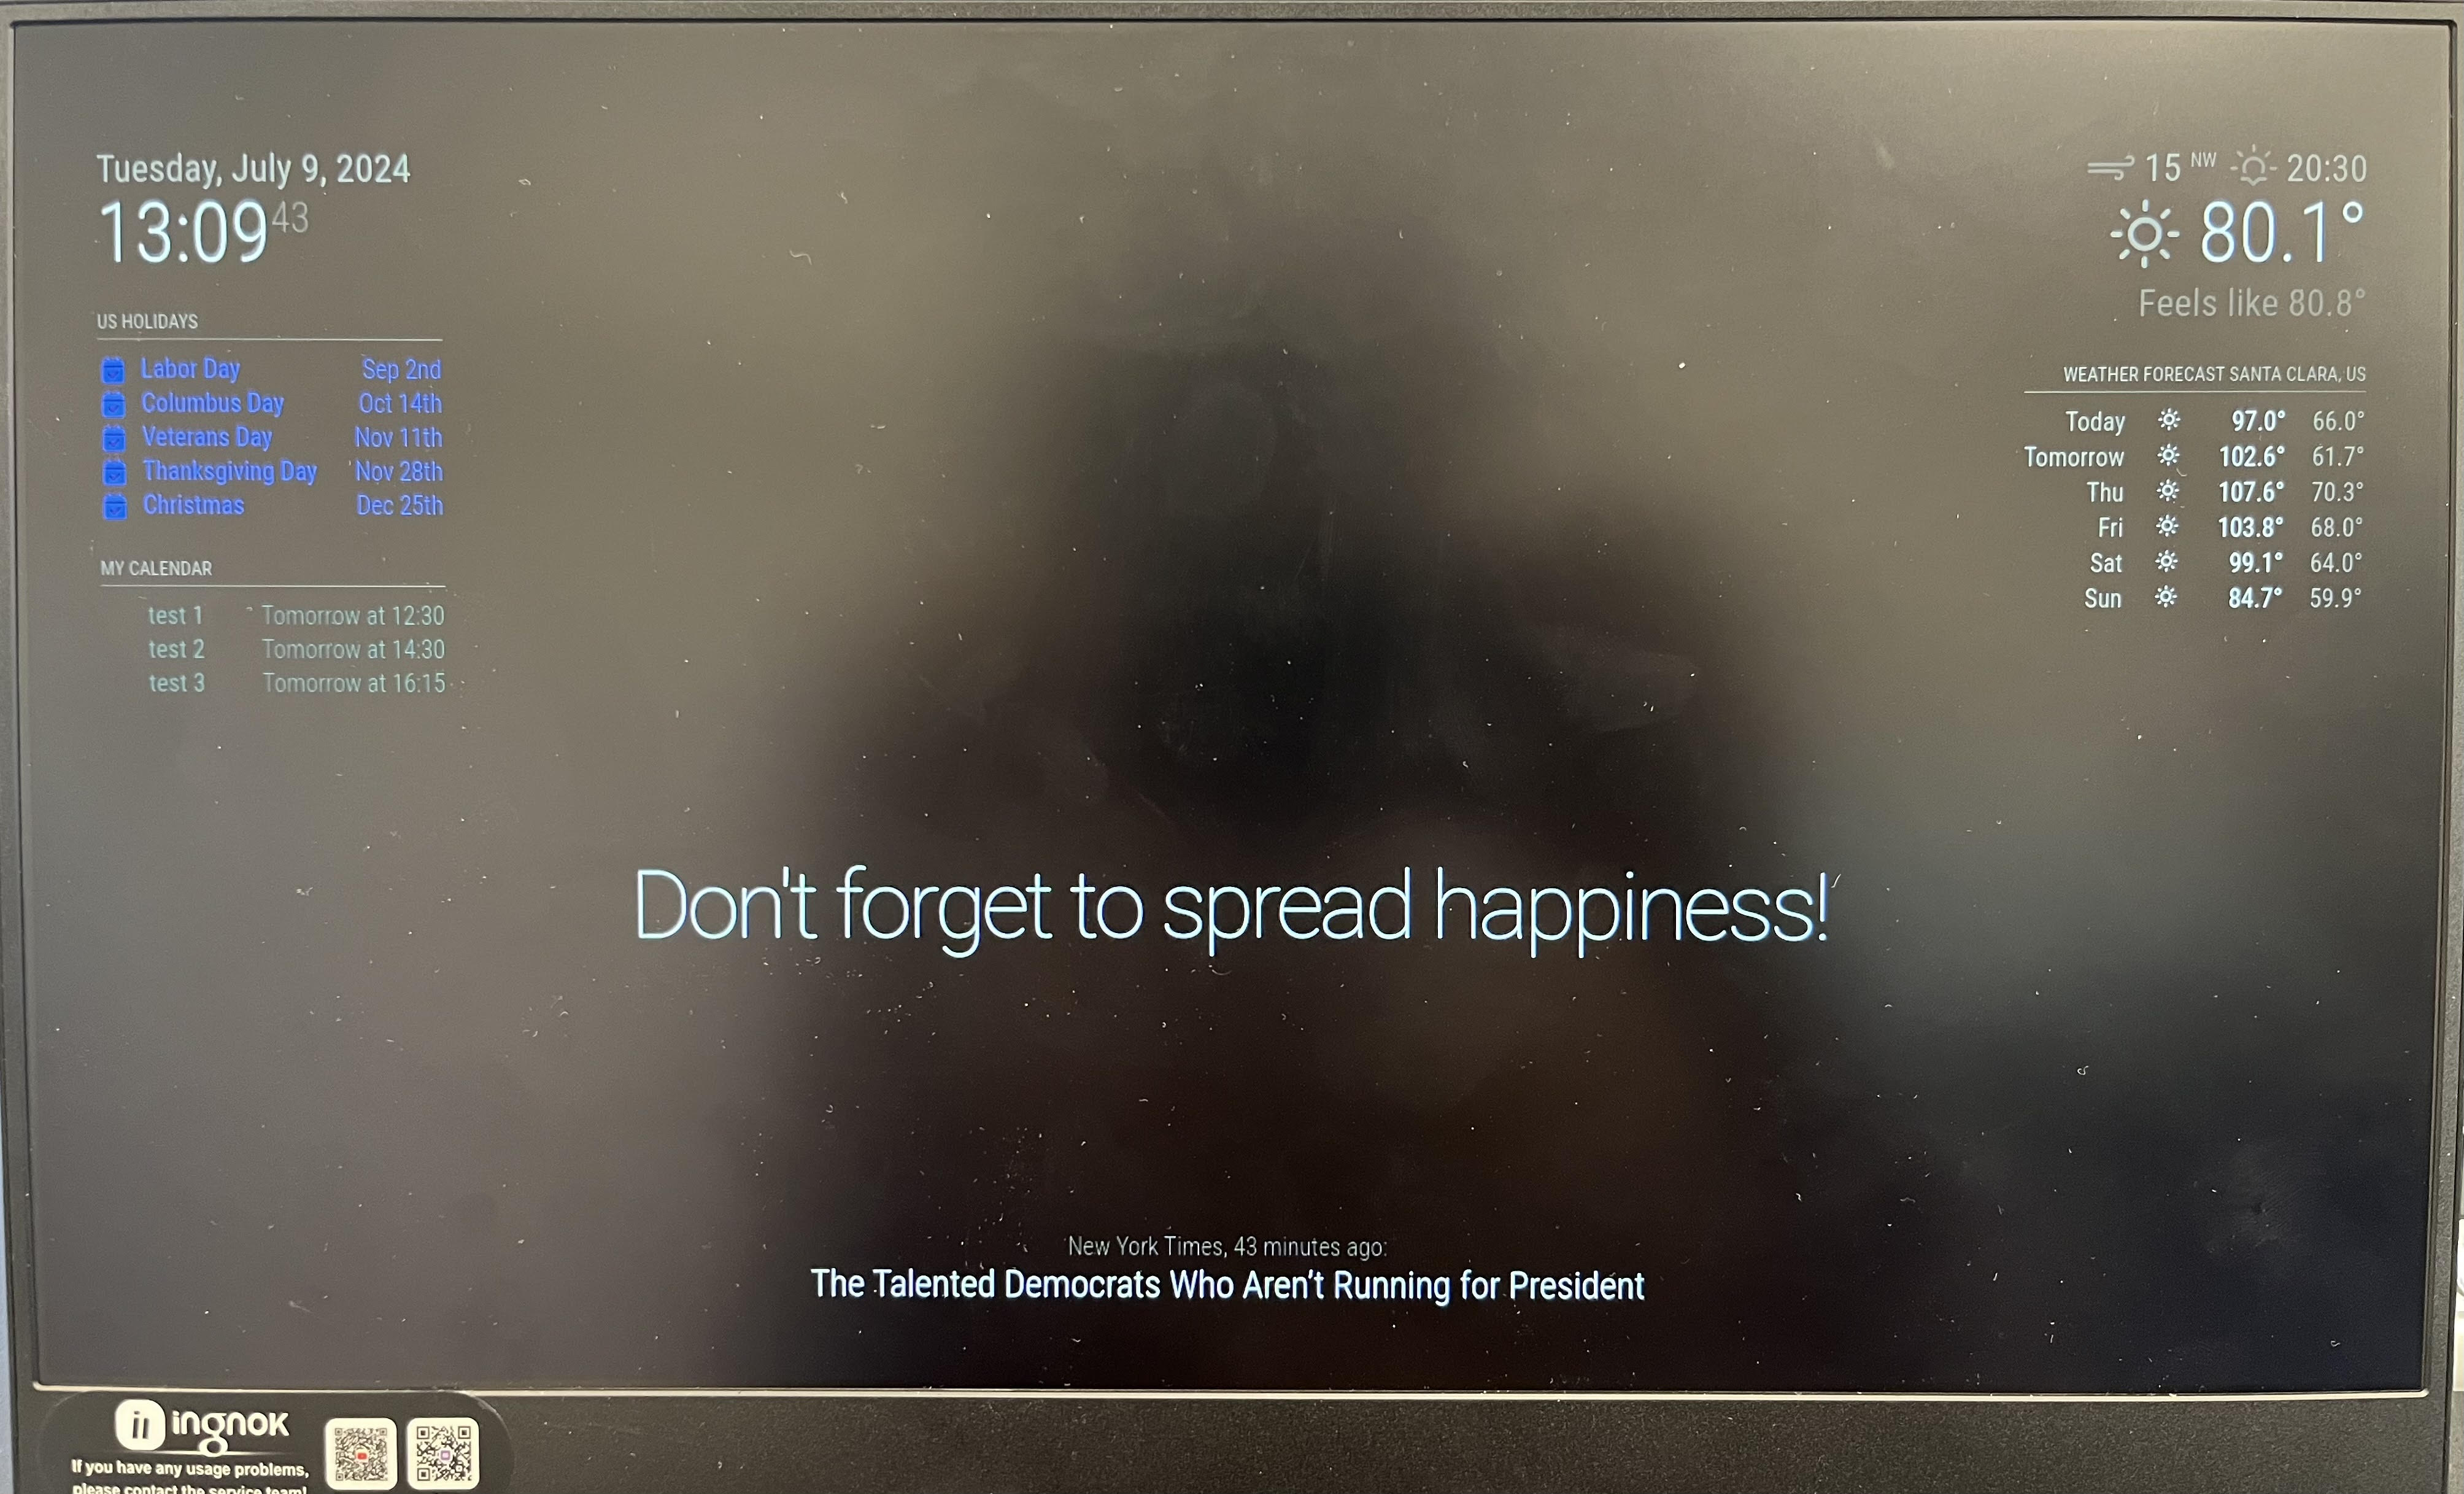 Tuesday, July 9, 2024
13:09 43
US HOLIDAYS
Labor Day Sep 2nd
Columbus Day Oct 14th
Veterans Day Nov 11th
Thanksgiving Day Nov 28th
Christmas Dec 25th
MY CALENDAR
test 1 Tomorrow at 12:30
test 2 Tomorrow at 14:30
test 3 Tomorrow at 16:15
15 NW 20:30
80.1°
Feels like 80.8°
WEATHER FORECAST SANTA CLARA, US
Today 97.0° 66.0°
Tomorrow 102.6° 61.7°
Thu 107.6° 70.3°
Fri 103.8° 68.0°
Sat 99.1° 64.0°
Sun 84.7° 59.9°
Don't forget to spread happiness!
New York Times, 43 minutes ago:
The Talented Democrats Who Aren't Running for President
ingnok
If you have any usage problems,
please contact the service team!